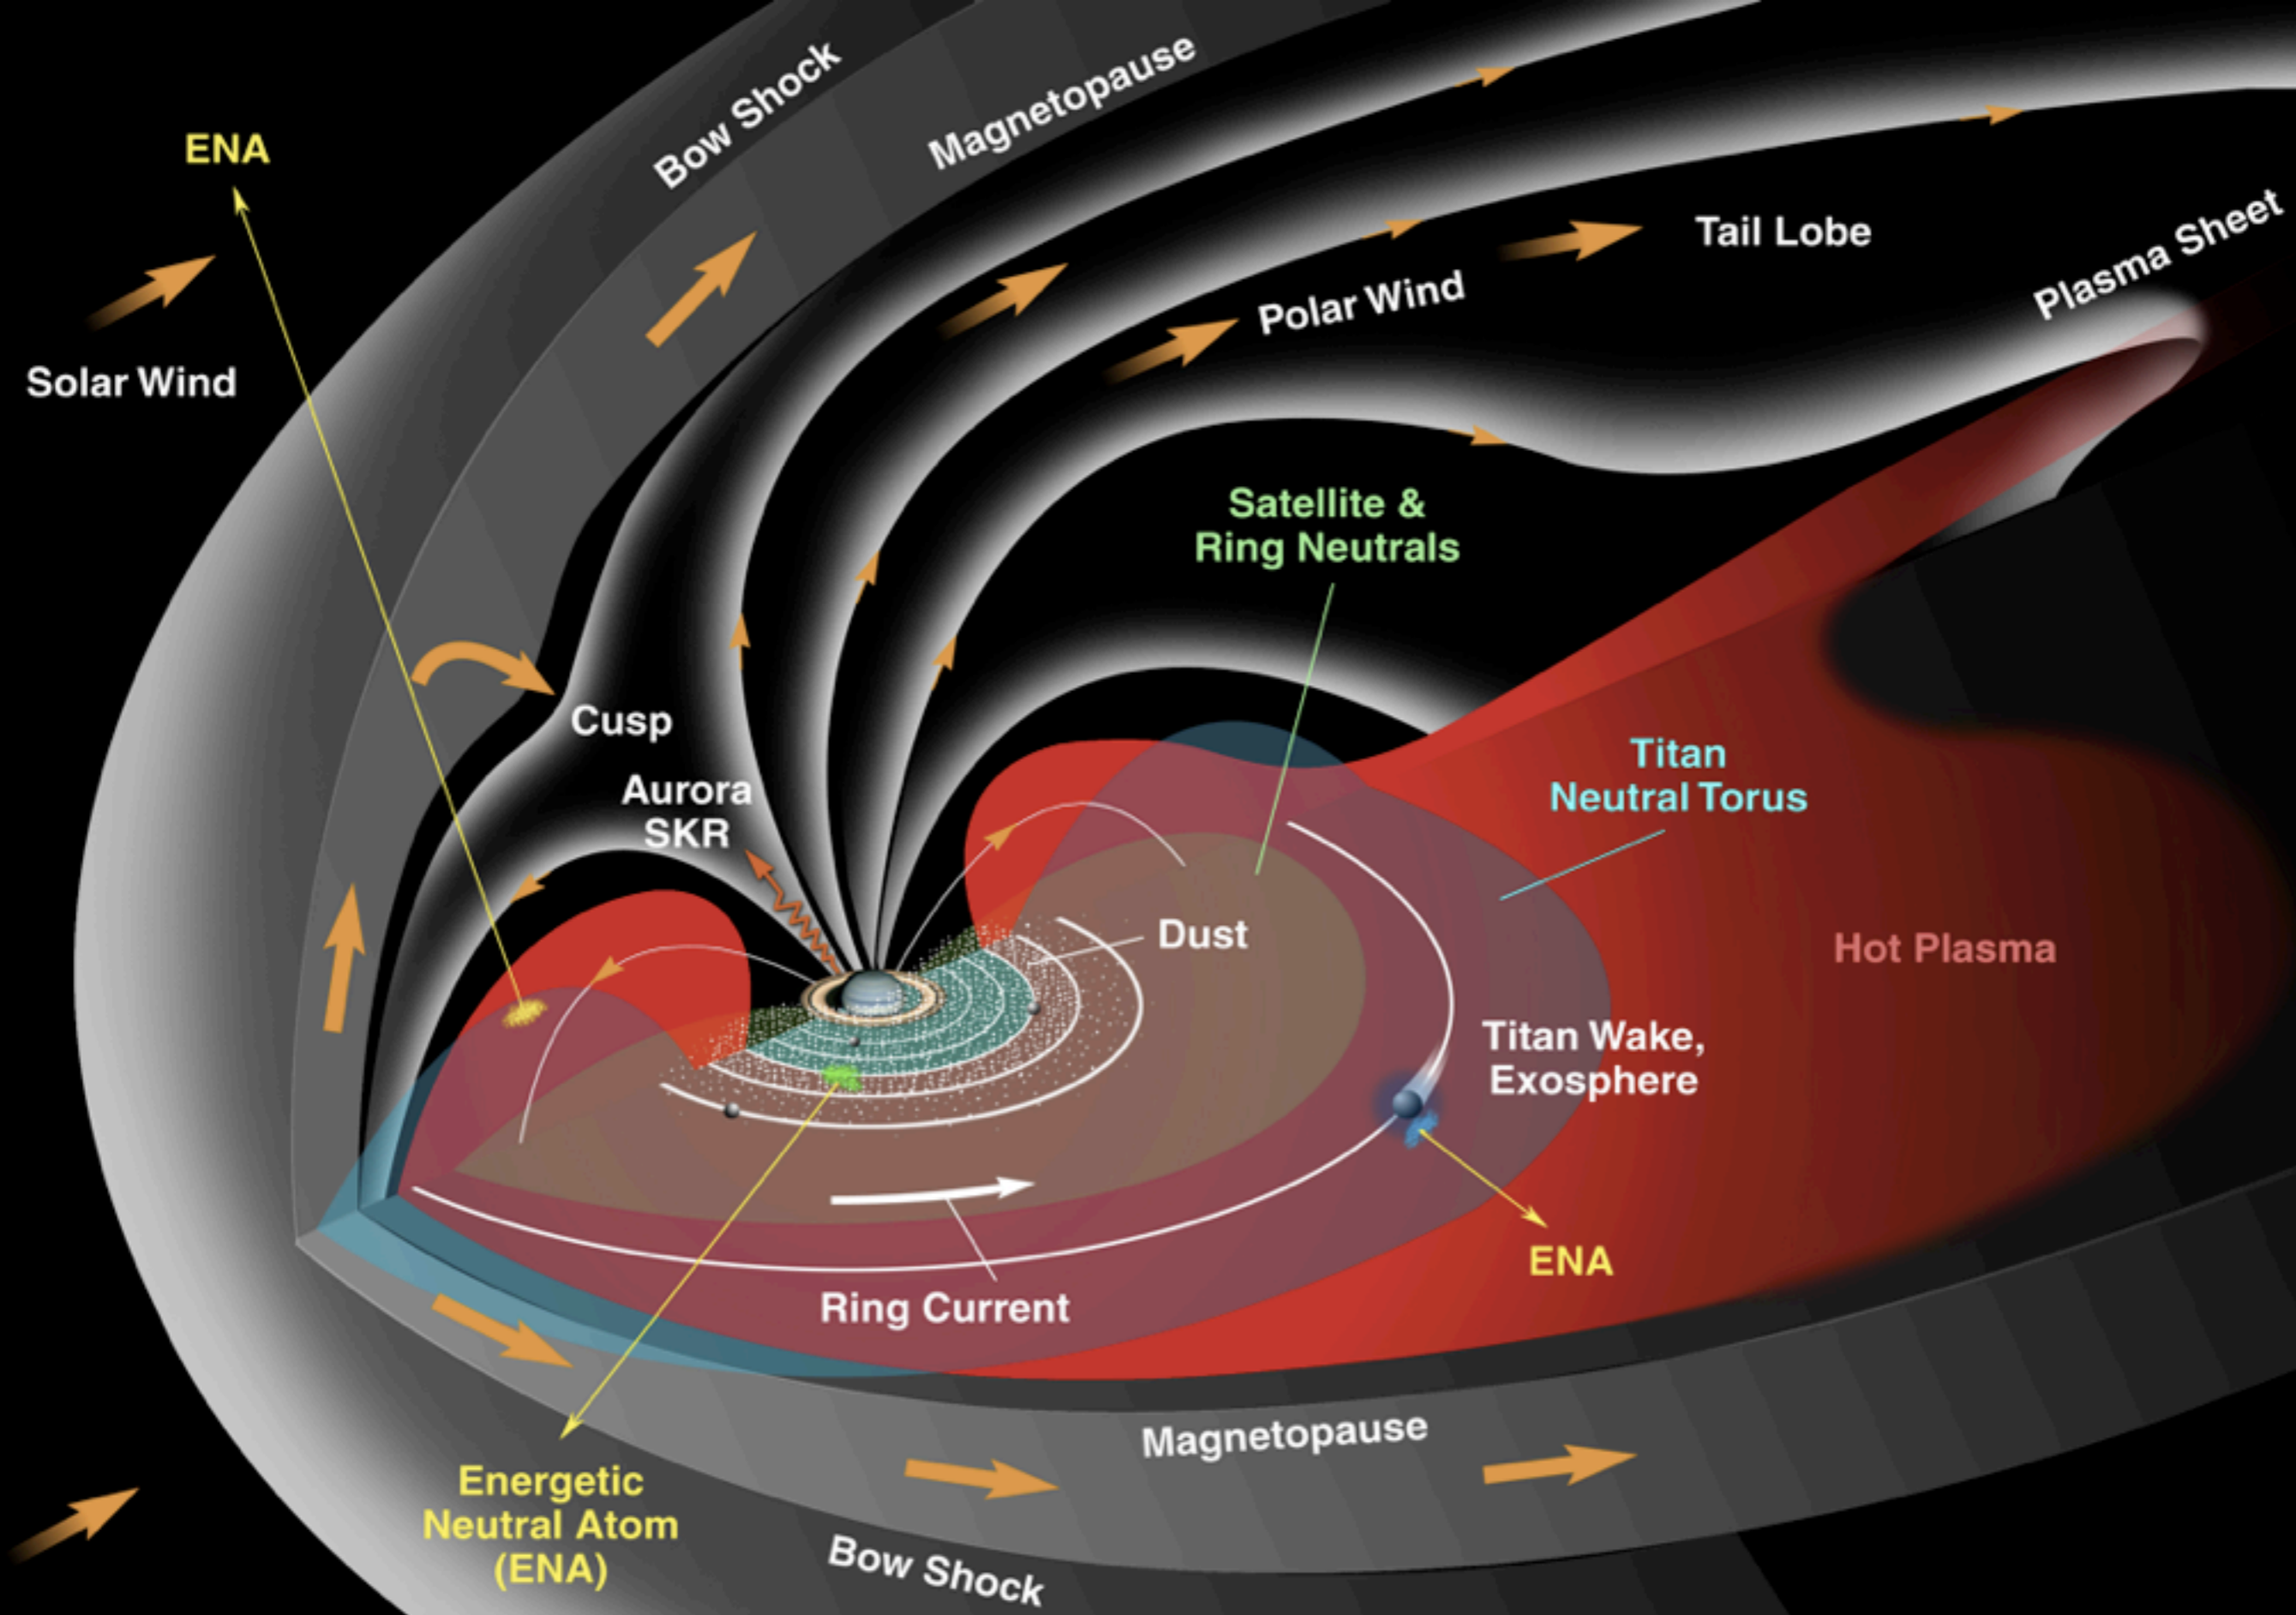 Bow Shock
Magnetopause
ENA
Solar Wind
Tail Lobe
Plasma Sheet
Polar Wind
Satellite &
Ring Neutrals
Cusp
Aurora
SKR
Titan
Neutral Torus
Dust
Hot Plasma
Titan Wake,
Exosphere
ENA
Ring Current
Magnetopause
Energetic
Neutral Atom
(ENA)
Bow Shock